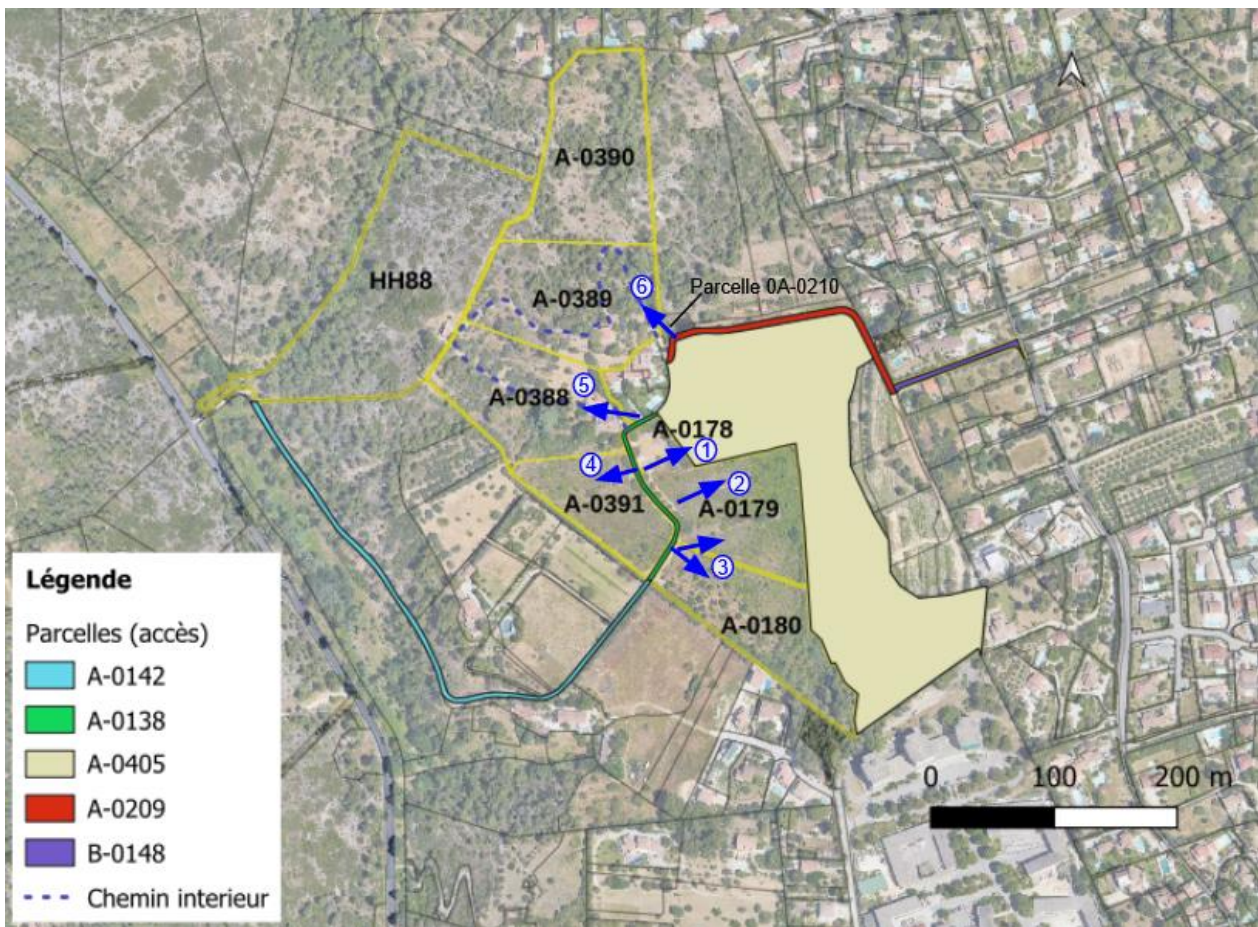 A-0390
HH88
A-0389
⑥
Parcelle 0A-0210
A-0388
⑤
A-0178
①
④
A-0391
②
A-0179
③
A-0180
Légende
Parcelles (accès)
A-0142
A-0138
A-0405
A-0209
B-0148
Chemin interieur
0 100 200 m